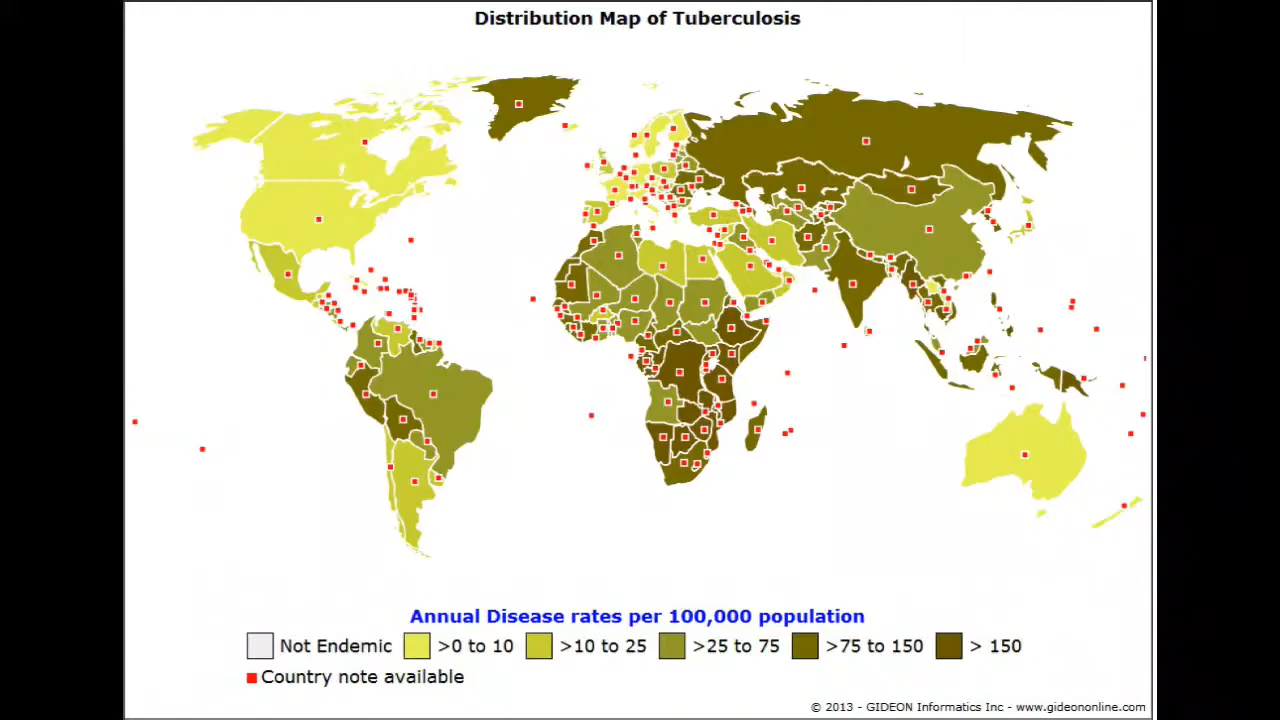 Distribution Map of Tuberculosis
Annual Disease rates per 100,000 population
Not Endemic >0 to 10 >10 to 25 >25 to 75 >75 to 150 > 150
Country note available
© 2013 - GIDEON Informatics Inc - www.gideononline.com